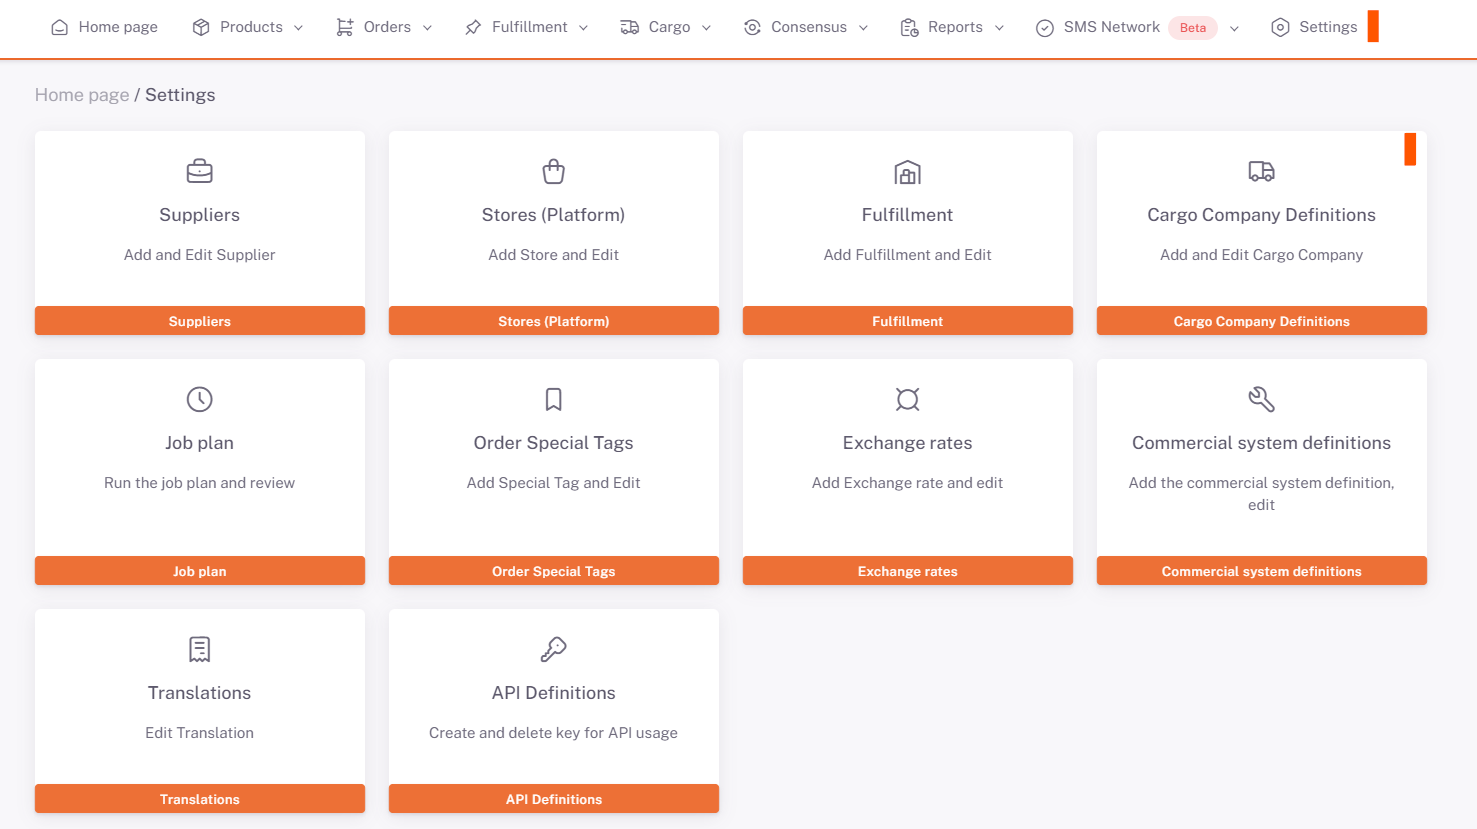 Home page Products Orders Fulfillment Cargo Consensus Reports SMS Network Beta Settings
Home page / Settings
Suppliers
Add and Edit Supplier
Suppliers
Stores (Platform)
Add Store and Edit
Stores (Platform)
Fulfillment
Add Fulfillment and Edit
Fulfillment
Cargo Company Definitions
Add and Edit Cargo Company
Cargo Company Definitions
Job plan
Run the job plan and review
Job plan
Order Special Tags
Add Special Tag and Edit
Order Special Tags
Exchange rates
Add Exchange rate and edit
Exchange rates
Commercial system definitions
Add the commercial system definition,
edit
Commercial system definitions
Translations
Edit Translation
Translations
API Definitions
Create and delete key for API usage
API Definitions